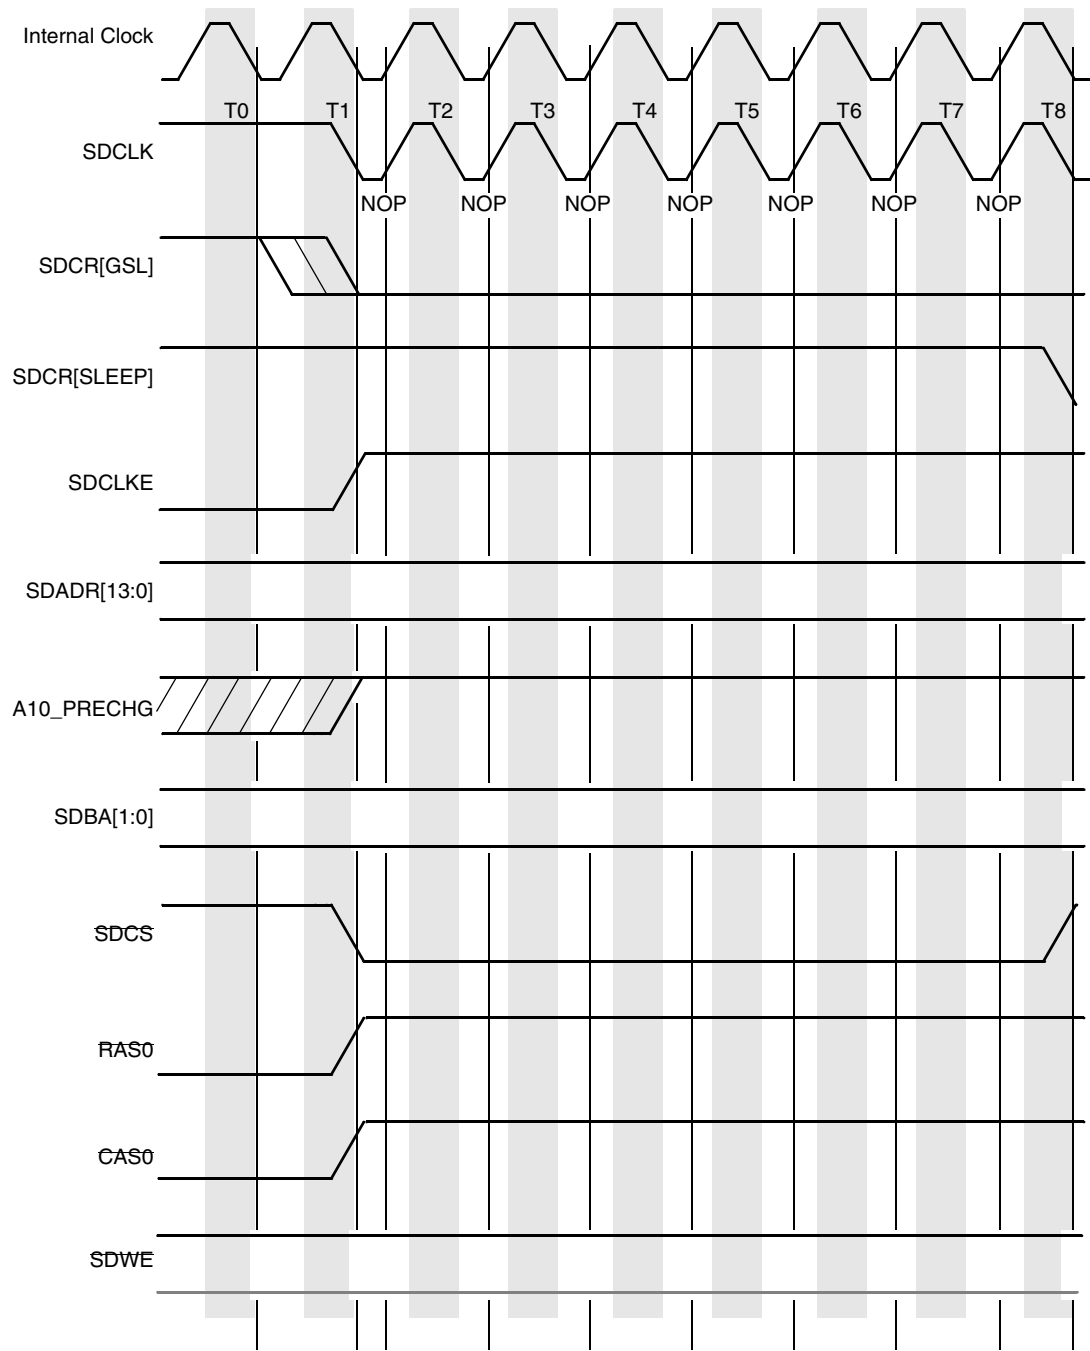 Internal Clock
T0 T1 T2 T3 T4 T5 T6 T7 T8
SDCLK
NOP NOP NOP NOP NOP NOP NOP
SDCR[GSL]
SDCR[SLEEP]
SDCLKE
SDADR[13:0]
A10_PRECHG
SDBA[1:0]
SDCS
RAS0
CAS0
SDWE